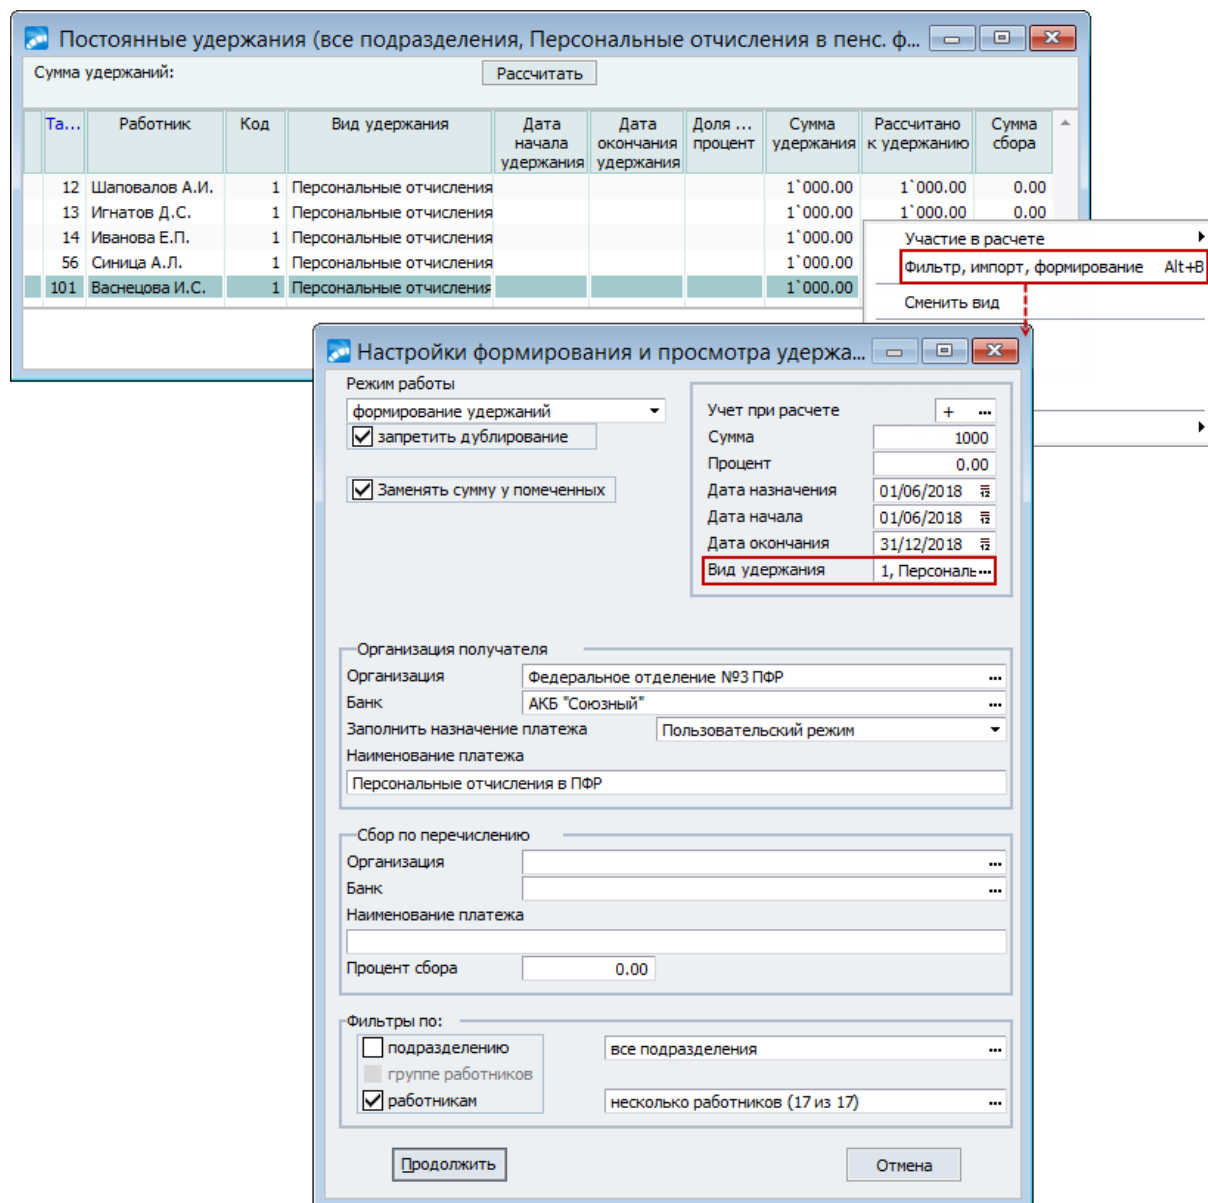 Постоянные удержания (все подразделения, Персональные отчисления в пенс. ф...
Сумма удержаний:
Рассчитать
Та... Работник Код Вид удержания Дата начала удержания Дата окончания удержания Доля ... процент Сумма удержания Рассчитано к удержанию Сумма сбора
12 Шаповалов А.И. 1 Персональные отчисления 1`000.00 1`000.00 0.00
13 Игнатов Д.С. 1 Персональные отчисления 1`000.00 1`000.00 0.00
14 Иванова Е.П. 1 Персональные отчисления 1`000.00
56 Синица А.Л. 1 Персональные отчисления 1`000.00
101 Васнецова И.С. 1 Персональные отчисления 1`000.00
Участие в расчете
Фильтр, импорт, формирование Alt+B
Сменить вид
Настройки формирования и просмотра удержа...
Режим работы
формирование удержаний
запретить дублирование
Заменять сумму у помеченных
Учет при расчете + ...
Сумма 1000
Процент 0.00
Дата назначения 01/06/2018
Дата начала 01/06/2018
Дата окончания 31/12/2018
Вид удержания 1, Персональ...
Организация получателя
Организация Федеральное отделение №3 ПФР ...
Банк АКБ "Союзный" ...
Заполнить назначение платежа Пользовательский режим
Наименование платежа
Персональные отчисления в ПФР
Сбор по перечислению
Организация ...
Банк ...
Наименование платежа
Процент сбора 0.00
Фильтры по:
подразделению все подразделения ...
группе работников
работникам несколько работников (17 из 17) ...
Продолжить Отмена